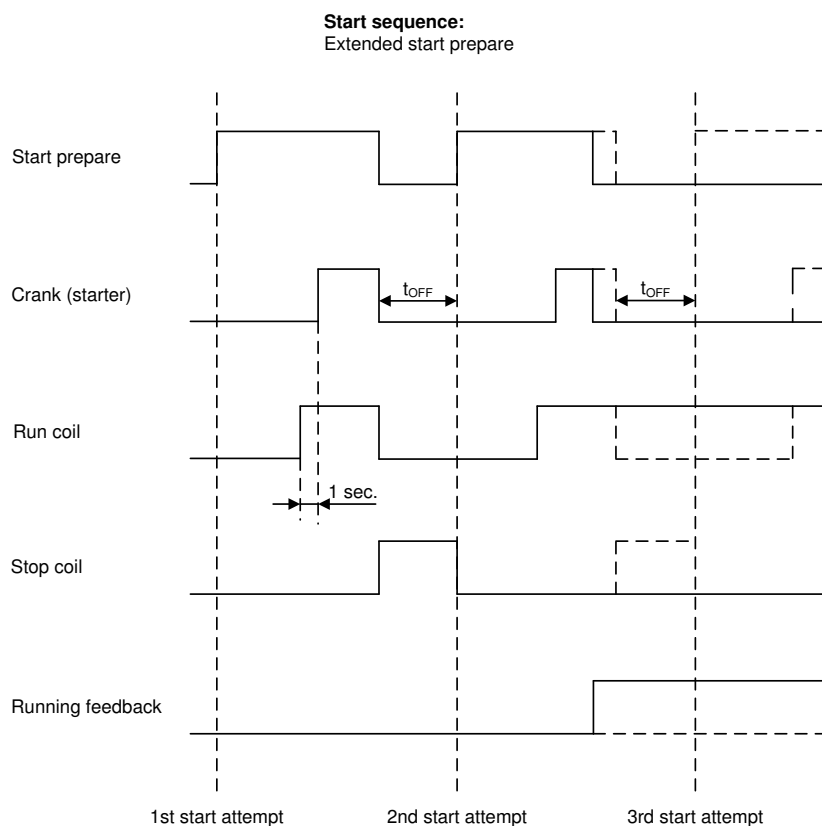 Start sequence:
Extended start prepare
Start prepare
Crank (starter)
tOFF
tOFF
Run coil
1 sec.
Stop coil
Running feedback
1st start attempt
2nd start attempt
3rd start attempt